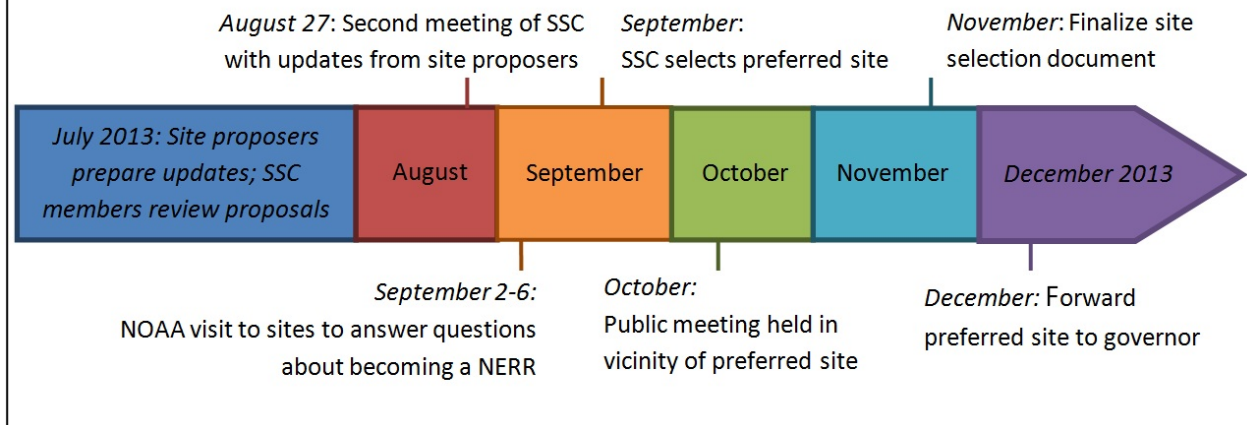 August 27: Second meeting of SSC
with updates from site proposers
September:
SSC selects preferred site
November: Finalize site
selection document
July 2013: Site proposers
prepare updates; SSC
members review proposals
August
September
October
November
December 2013
September 2-6:
NOAA visit to sites to answer questions
about becoming a NERR
October:
Public meeting held in
vicinity of preferred site
December: Forward
preferred site to governor